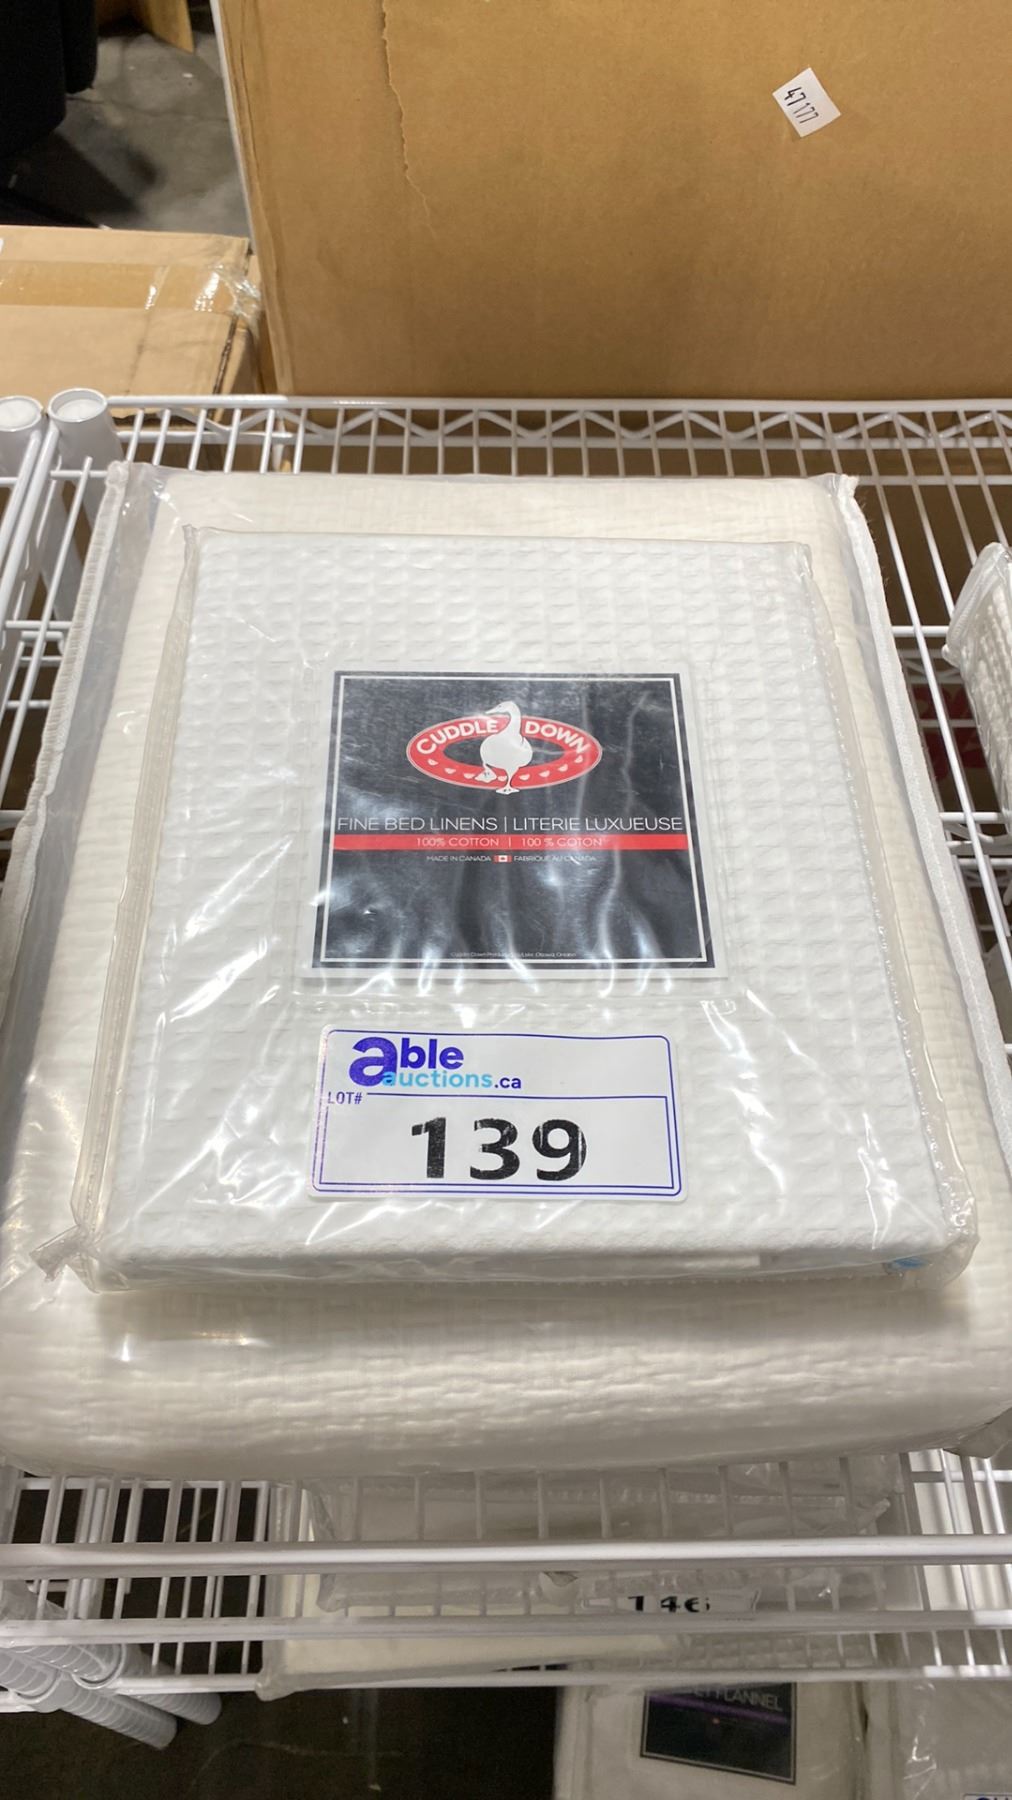 47177
CUDDLE DOWN
FINE BED LINENS | LITERIE LUXUEUSE
100% COTTON | 100 % COTON
MADE IN CANADA FABRIQUÉ AU CANADA
able
auctions.ca
LOT#
139
146
FLANNEL